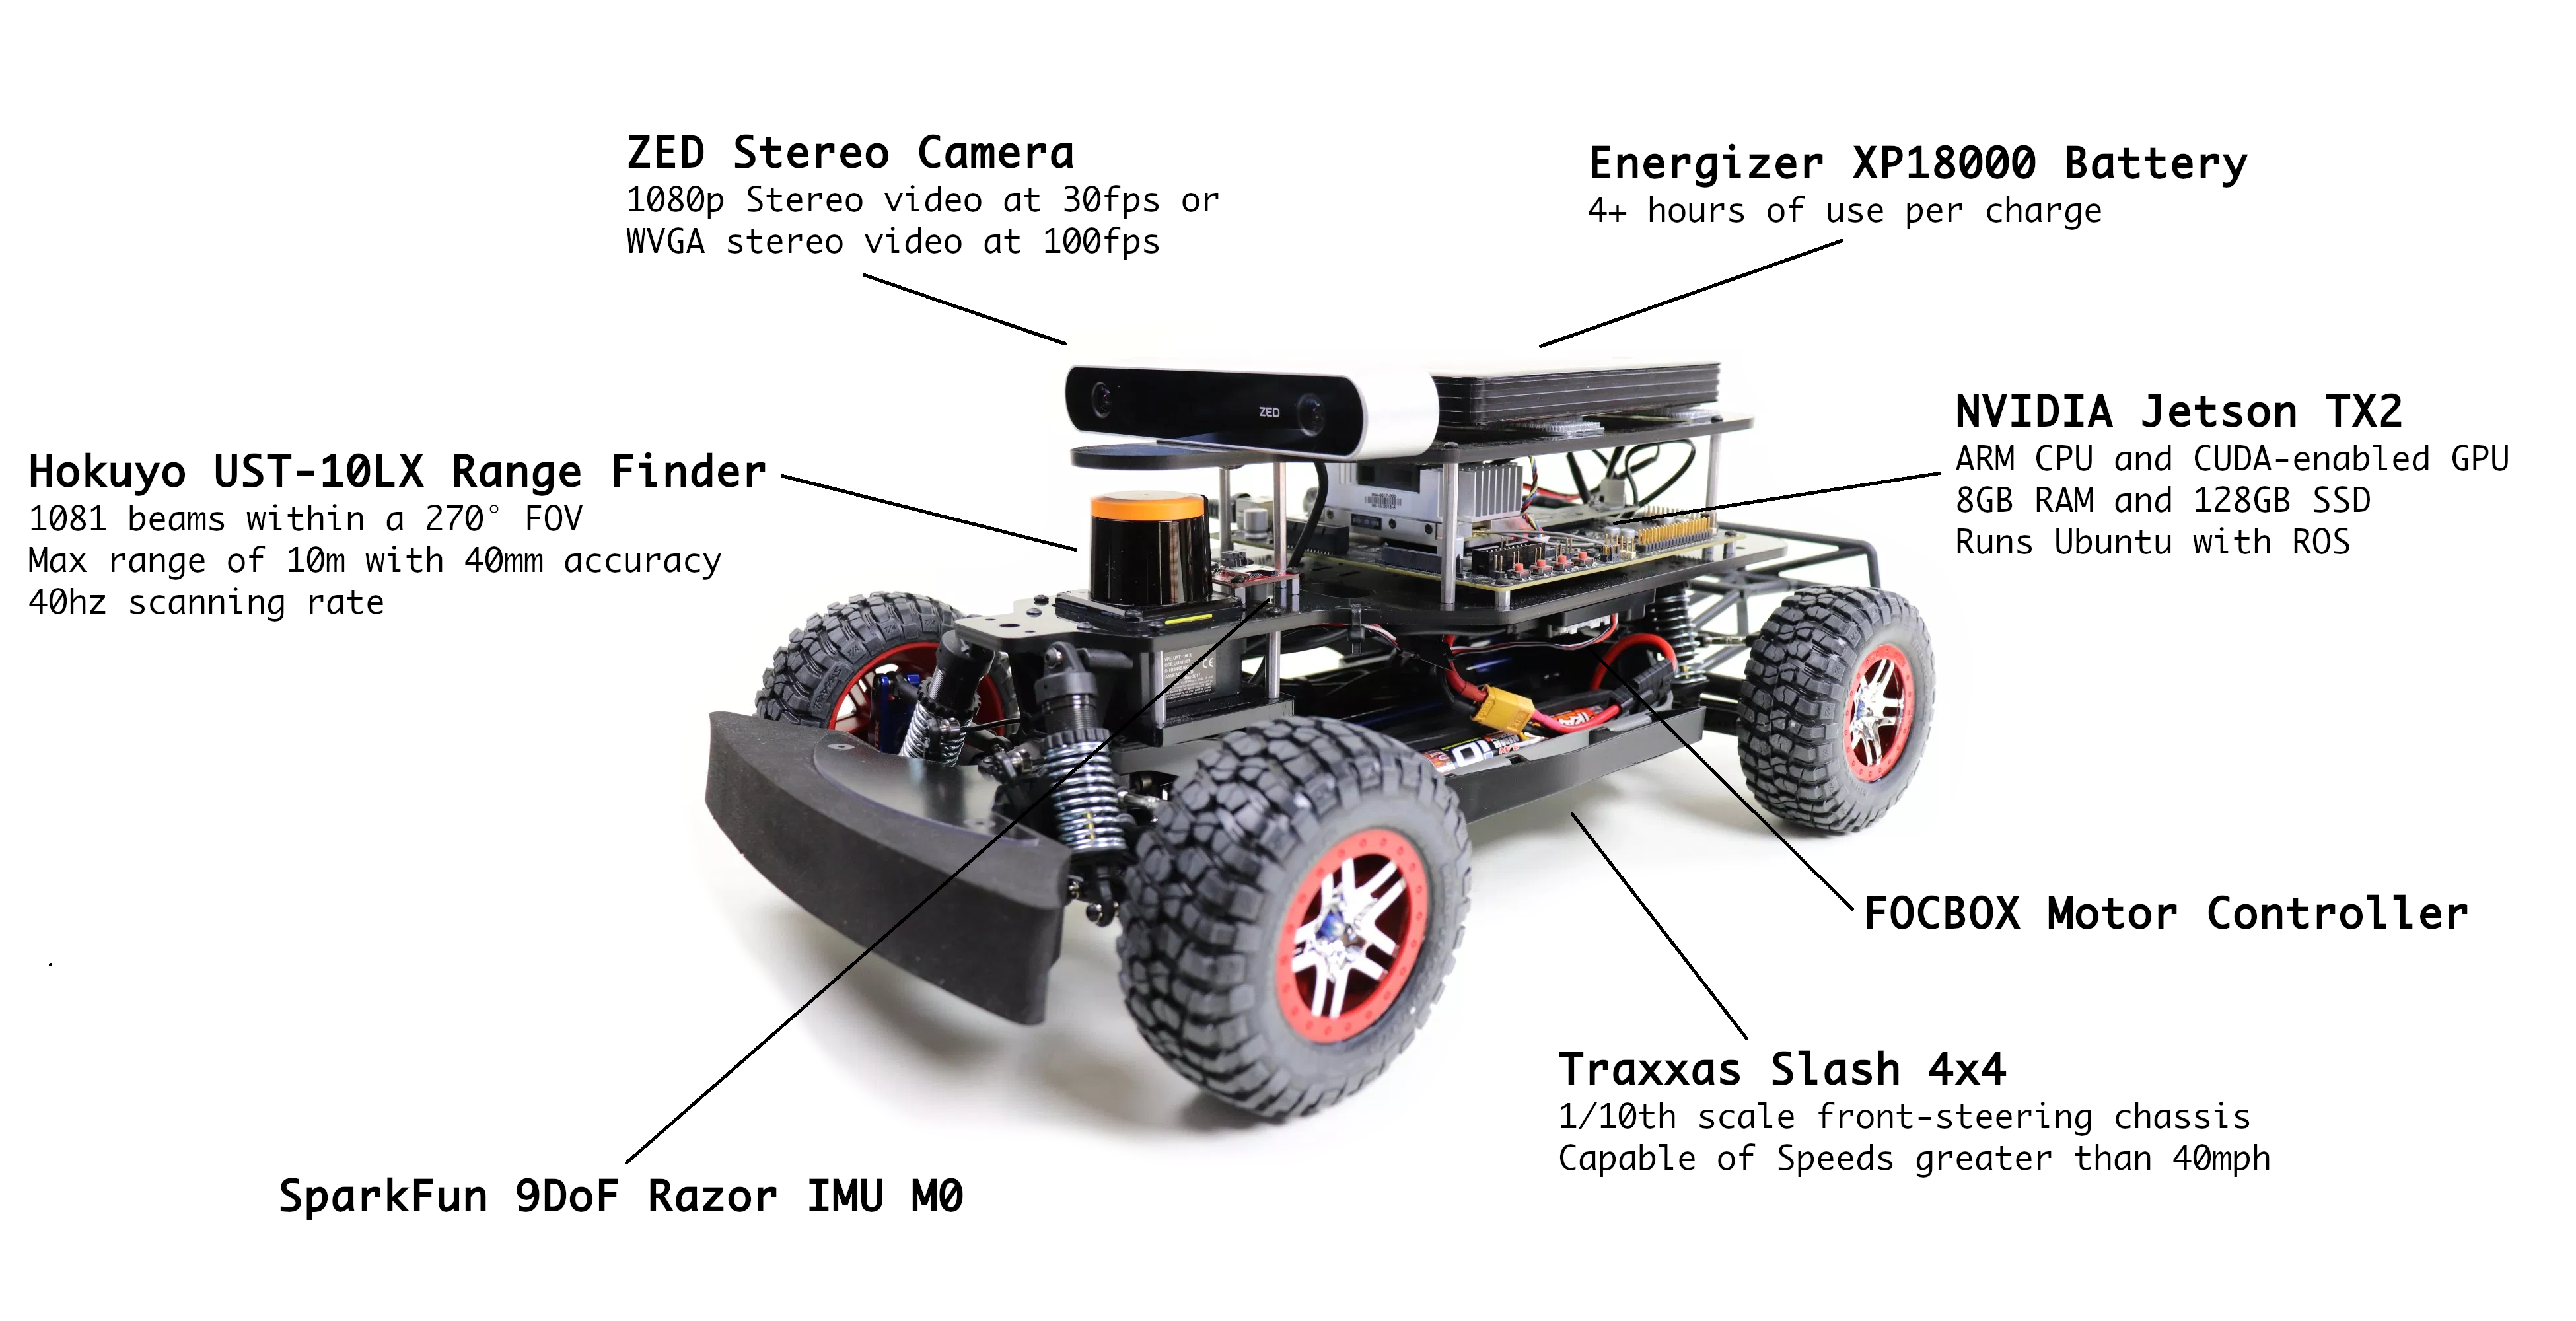 ZED Stereo Camera
1080p Stereo video at 30fps or
WVGA stereo video at 100fps
Energizer XP18000 Battery
4+ hours of use per charge
NVIDIA Jetson TX2
ARM CPU and CUDA-enabled GPU
8GB RAM and 128GB SSD
Runs Ubuntu with ROS
Hokuyo UST-10LX Range Finder
1081 beams within a 270° FOV
Max range of 10m with 40mm accuracy
40hz scanning rate
ZED
FOCBOX Motor Controller
Traxxas Slash 4x4
1/10th scale front-steering chassis
Capable of Speeds greater than 40mph
SparkFun 9DoF Razor IMU M0